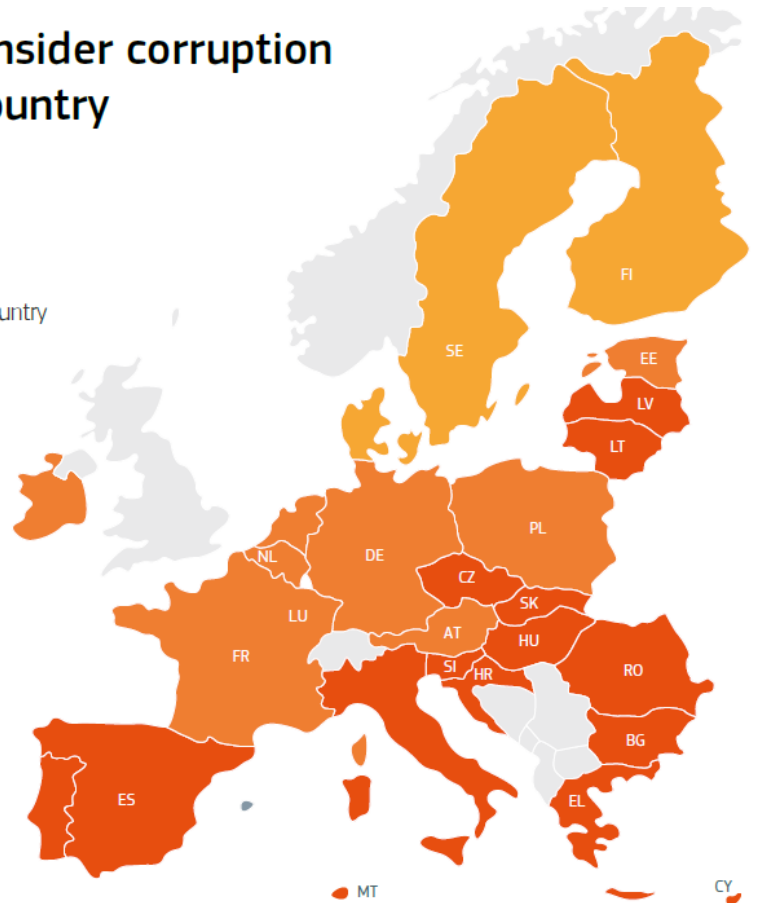 nsider corruption
ountry
untry
FI
SE
EE
LV
LT
PL
DE
NL
CZ
SK
LU
AT
HU
FR
SI
HR
RO
BG
ES
EL
MT
CY